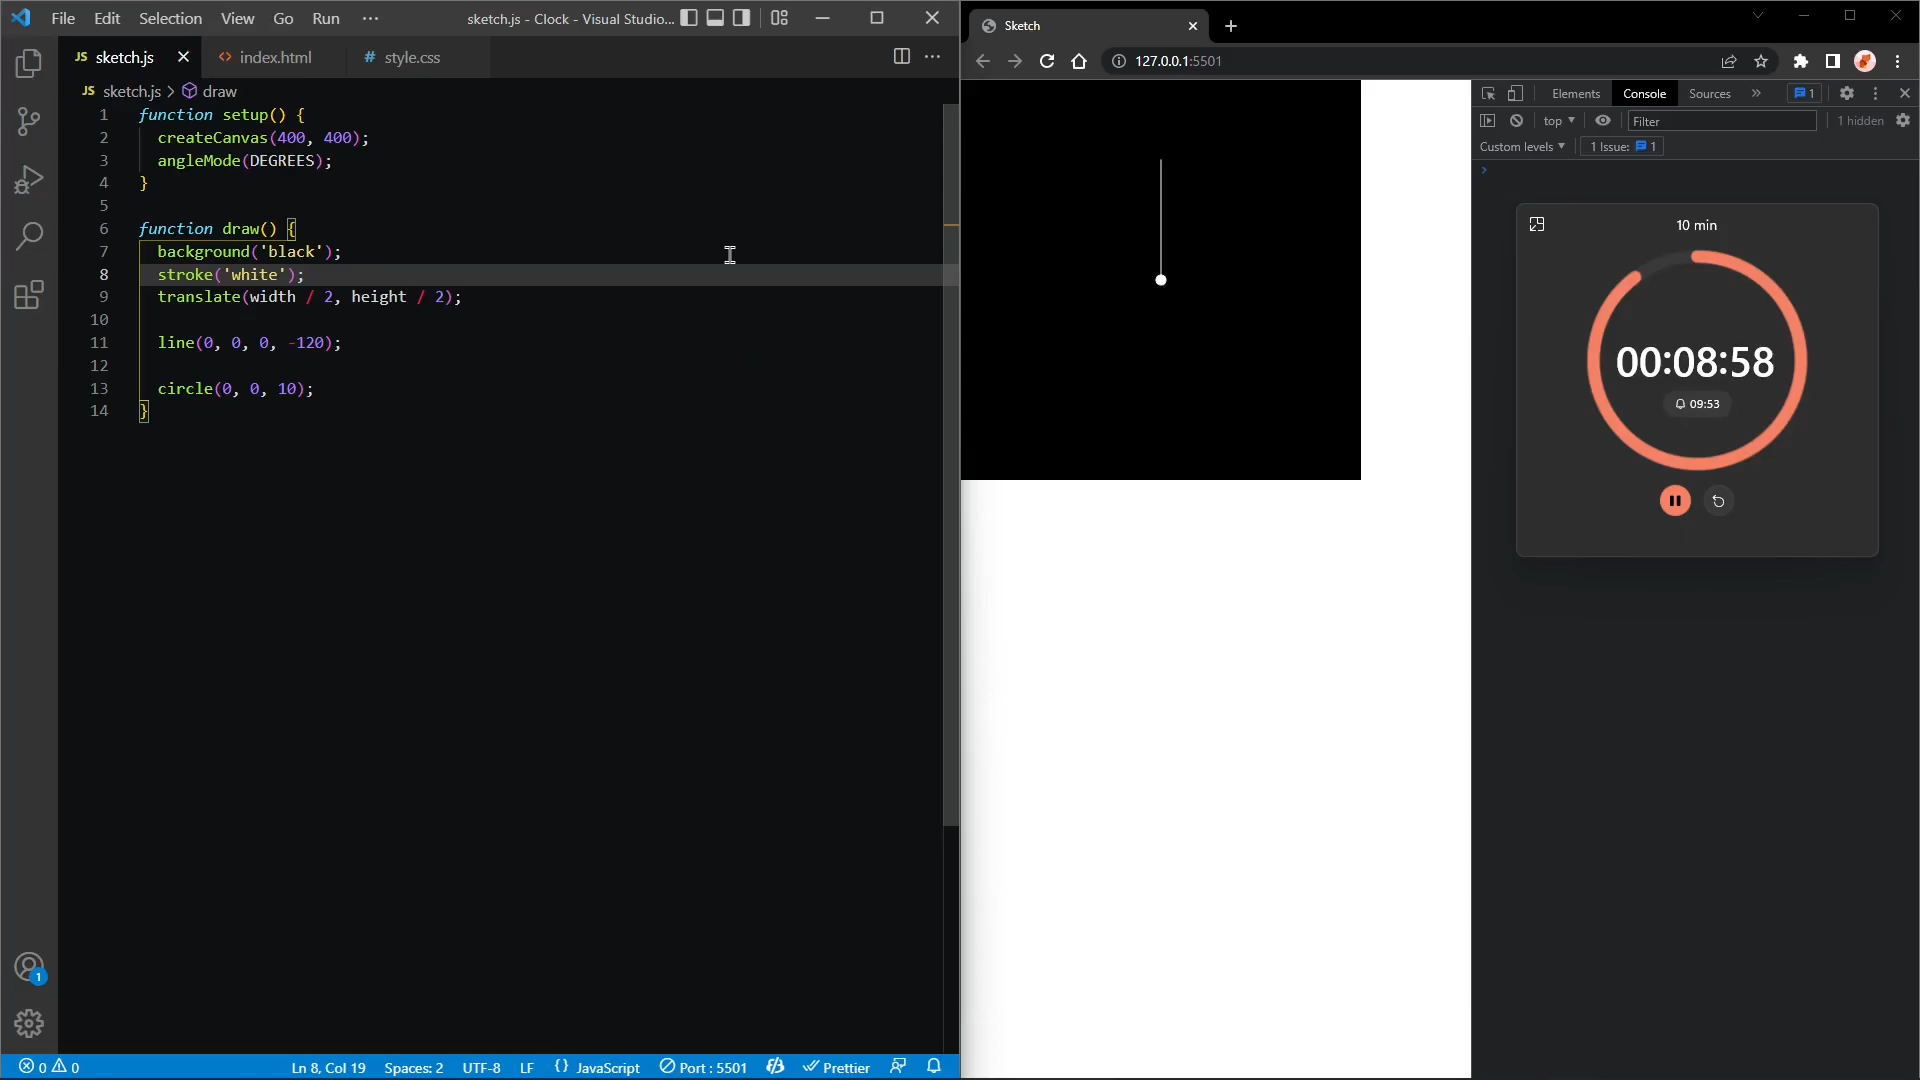 File Edit Selection View Go Run ··· sketch.js - Clock - Visual Studio...
JS sketch.js <> index.html # style.css ···
JS sketch.js > draw
1 function setup() {
2 createCanvas(400, 400);
3 angleMode(DEGREES);
4 }
5
6 function draw() {
7 background('black');
8 stroke('white');
9 translate(width / 2, height / 2);
10
11 line(0, 0, 0, -120);
12
13 circle(0, 0, 10);
14 }
1
0 0 Ln 8, Col 19 Spaces: 2 UTF-8 LF {} JavaScript Port : 5501 Prettier
Sketch
127.0.0.1:5501
Elements Console Sources » 1
top Filter 1 hidden
Custom levels 1 Issue: 1
>
10 min
00:08:58
09:53